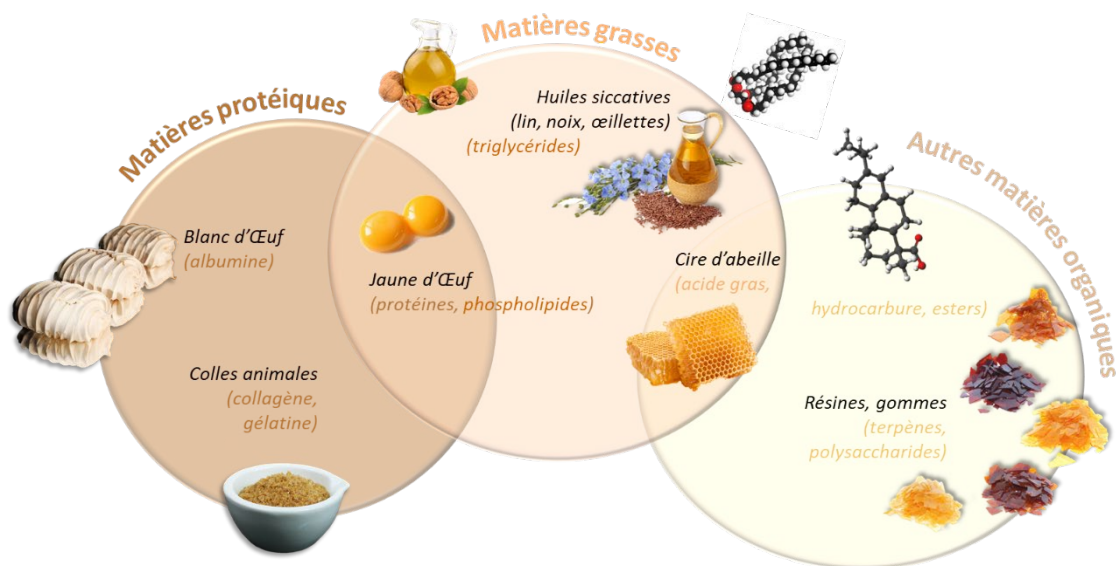 Matières protéiques
Blanc d'Œuf
(albumine)
Colles animales
(collagène,
gélatine)
Jaune d'Œuf
(protéines, phospholipides)
Matières grasses
Huiles siccatives
(lin, noix, œillettes)
(triglycérides)
Cire d'abeille
(acide gras,
hydrocarbure, esters)
Autres matières organiques
Résines, gommes
(terpènes,
polysaccharides)